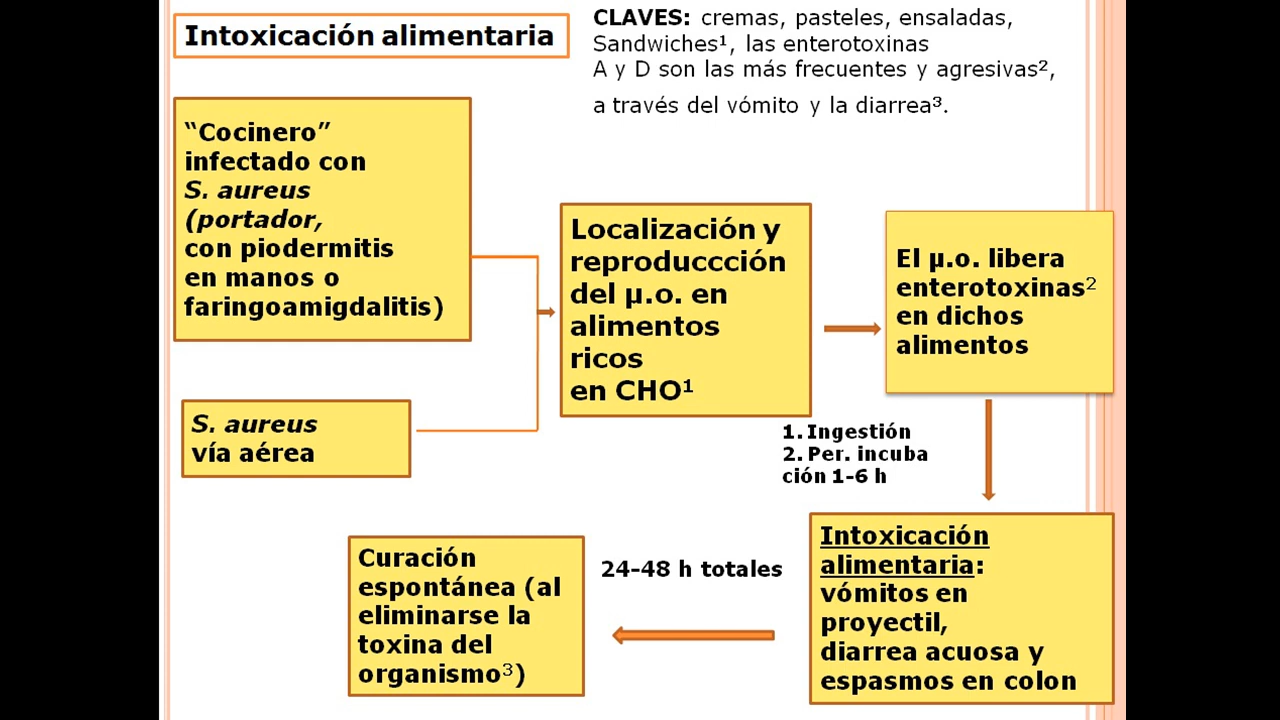 Intoxicación alimentaria
CLAVES: cremas, pasteles, ensaladas,
Sandwiches¹, las enterotoxinas
A y D son las más frecuentes y agresivas²,
a través del vómito y la diarrea³.
“Cocinero”
infectado con
S. aureus
(portador,
con piodermitis
en manos o
faringoamigdalitis)
S. aureus
vía aérea
Localización y
reproduccción
del µ.o. en
alimentos
ricos
en CHO¹
El µ.o. libera
enterotoxinas²
en dichos
alimentos
1. Ingestión
2. Per. incuba
ción 1-6 h
Intoxicación
alimentaria:
vómitos en
proyectil,
diarrea acuosa y
espasmos en colon
24-48 h totales
Curación
espontánea (al
eliminarse la
toxina del
organismo³)